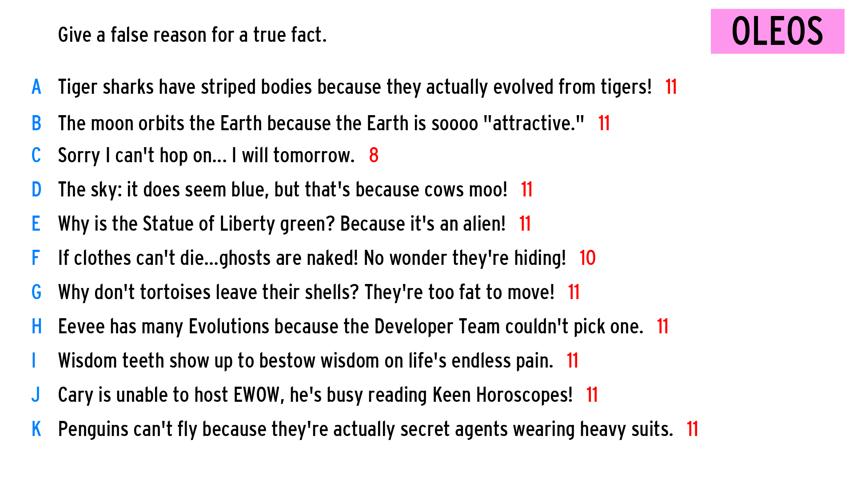 Give a false reason for a true fact.
OLEOS
A Tiger sharks have striped bodies because they actually evolved from tigers! 11
B The moon orbits the Earth because the Earth is soooo "attractive." 11
C Sorry I can't hop on... I will tomorrow. 8
D The sky: it does seem blue, but that's because cows moo! 11
E Why is the Statue of Liberty green? Because it's an alien! 11
F If clothes can't die...ghosts are naked! No wonder they're hiding! 10
G Why don't tortoises leave their shells? They're too fat to move! 11
H Eevee has many Evolutions because the Developer Team couldn't pick one. 11
I Wisdom teeth show up to bestow wisdom on life's endless pain. 11
J Cary is unable to host EWOW, he's busy reading Keen Horoscopes! 11
K Penguins can't fly because they're actually secret agents wearing heavy suits. 11